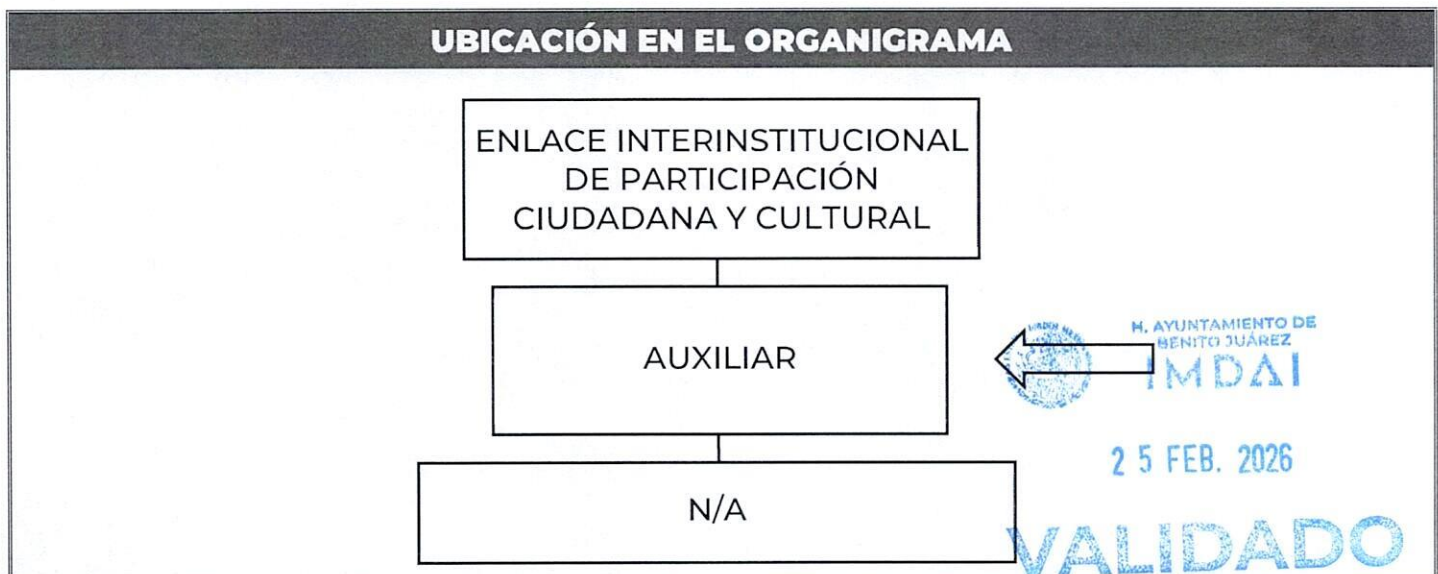 UBICACIÓN EN EL ORGANIGRAMA
ENLACE INTERINSTITUCIONAL
DE PARTICIPACIÓN
CIUDADANA Y CULTURAL
AUXILIAR
H. AYUNTAMIENTO DE
BENITO JUÁREZ
IMDAI
25 FEB. 2026
N/A
VALIDADO